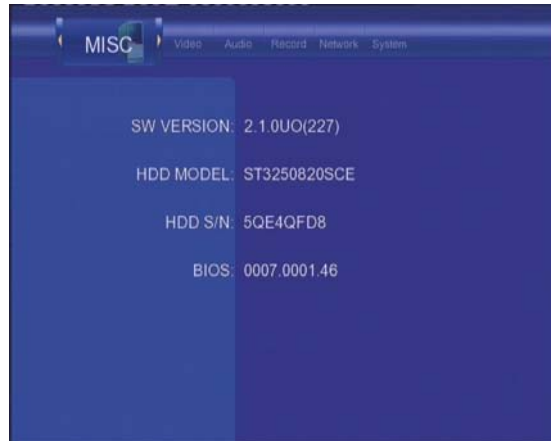 MISC Video Audio Record Network System
SW VERSION: 2.1.0UO(227)
HDD MODEL: ST3250820SCE
HDD S/N: 5QE4QFD8
BIOS: 0007.0001.46